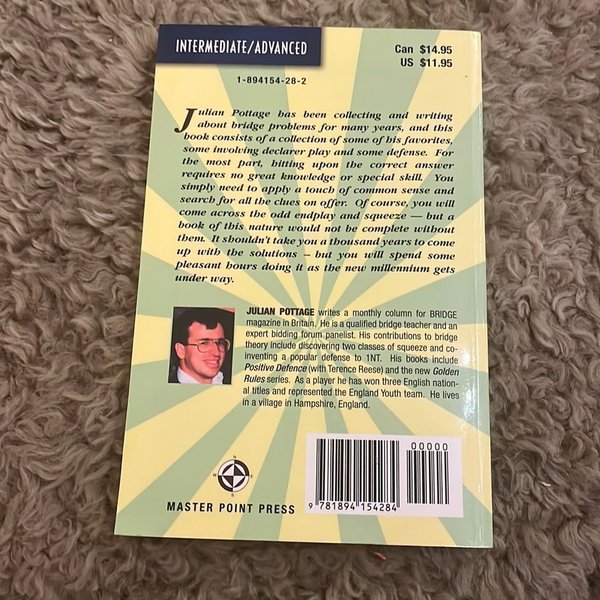 INTERMEDIATE/ADVANCED
Can $14.95
US $11.95
1-894154-28-2
Julian Pottage has been collecting and writing
about bridge problems for many years, and this
book consists of a collection of some of his favorites,
some involving declarer play and some defense. For
the most part, hitting upon the correct answer
requires no great knowledge or special skill. You
simply need to apply a touch of common sense and
search for all the clues on offer. Of course, you will
come across the odd endplay and squeeze — but a
book of this nature would not be complete without
them. It shouldn't take you a thousand years to come
up with the solutions – but you will spend some
pleasant hours doing it as the new millennium gets
under way.
JULIAN POTTAGE writes a monthly column for BRIDGE
magazine in Britain. He is a qualified bridge teacher and an
expert bidding forum panelist. His contributions to bridge
theory include discovering two classes of squeeze and co-
inventing a popular defense to 1NT. His books include
Positive Defence (with Terence Reese) and the new Golden
Rules series. As a player he has won three English nation-
al titles and represented the England Youth team. He lives
in a village in Hampshire, England.
N
W E
S
MASTER POINT PRESS
00000
9 781894 154284